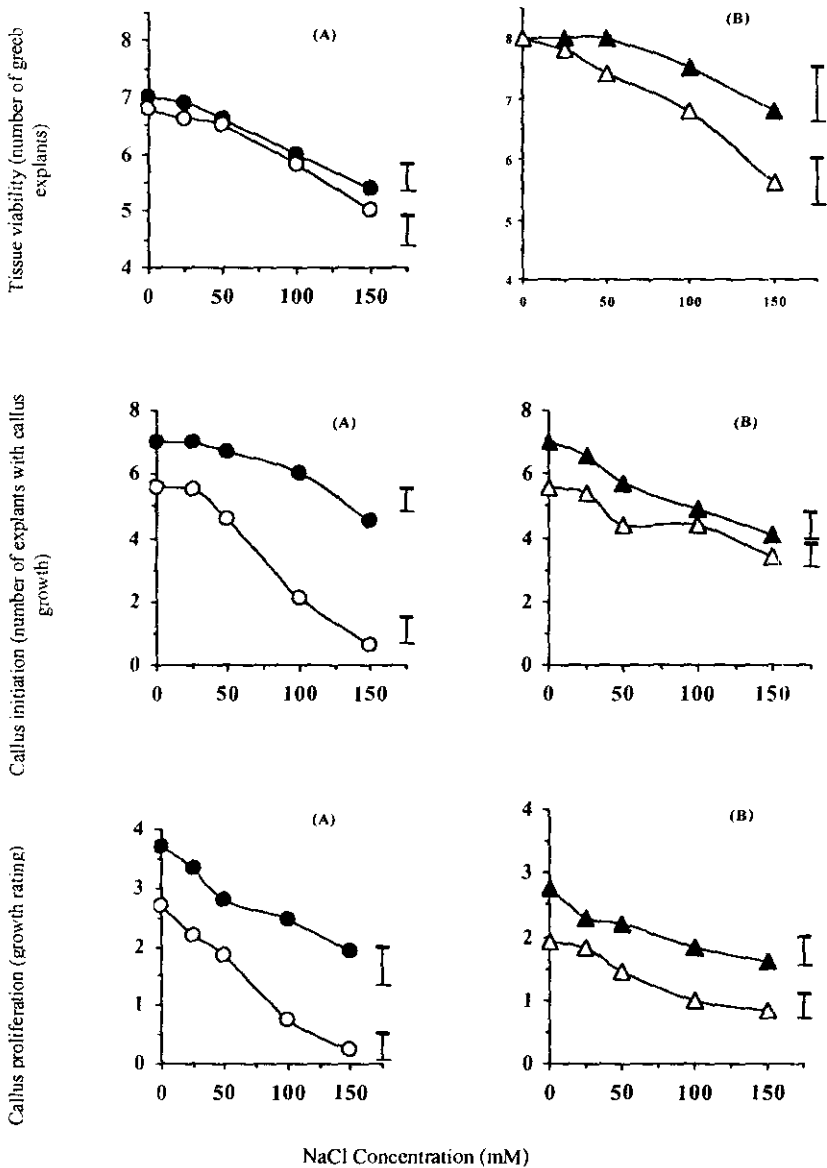 Tissue viability (number of greeb
explants)
(A)
8
7
6
5
4
0 50 100 150
(B)
8
7
6
5
4
0 50 100 150
Callus initiation (number of explants with callus
growth)
(A)
8
6
4
2
0
0 50 100 150
(B)
8
6
4
2
0
0 50 100 150
Callus proliferation (growth rating)
(A)
4
3
2
1
0
0 50 100 150
(B)
4
3
2
1
0
0 50 100 150
NaCl Concentration (mM)